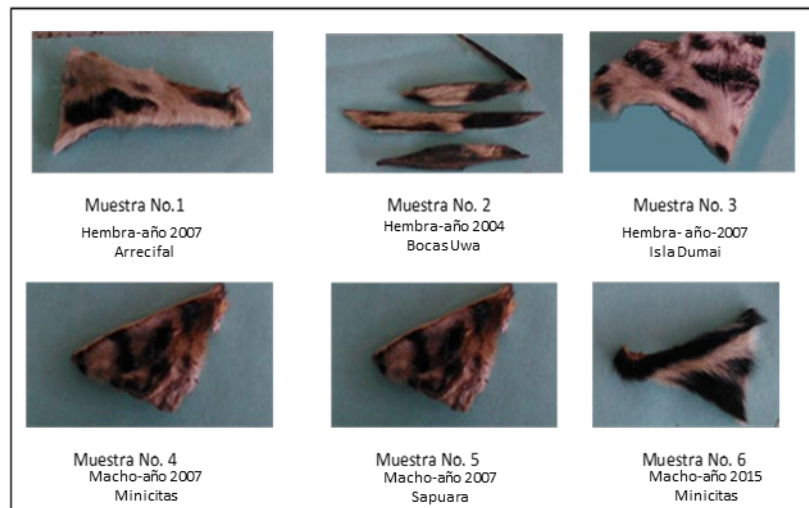 Muestra No.1
Hembra-año 2007
Arrecifal
Muestra No. 2
Hembra-año 2004
Bocas Uwa
Muestra No. 3
Hembra- año-2007
Isla Dumai
Muestra No. 4
Macho-año 2007
Minicitas
Muestra No. 5
Macho-año 2007
Sapuara
Muestra No. 6
Macho-año 2015
Minicitas